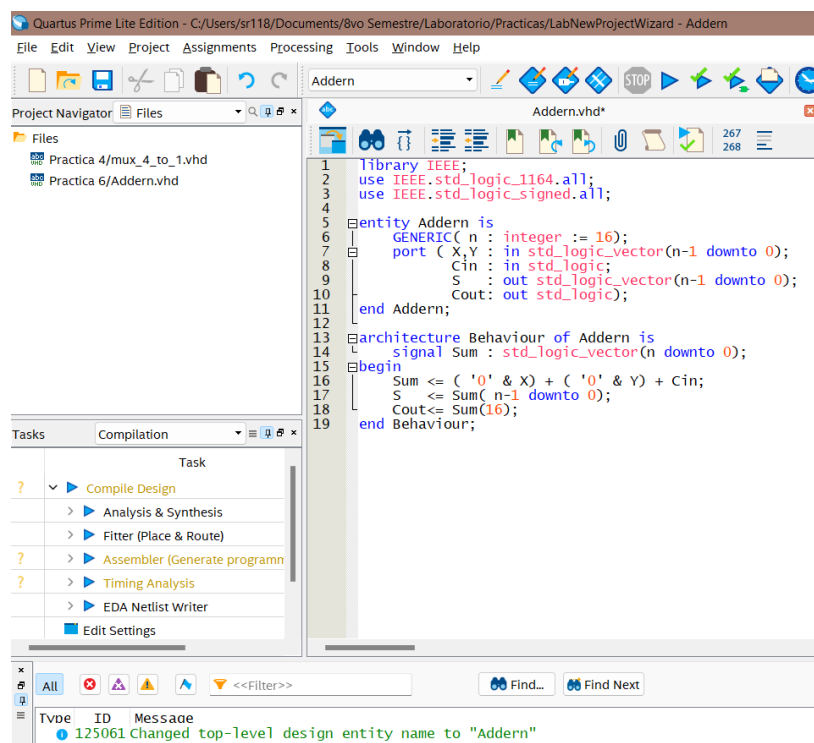 Quartus Prime Lite Edition - C:/Users/sr118/Documents/8vo Semestre/Laboratorio/Practicas/LabNewProjectWizard - Addern
File Edit View Project Assignments Processing Tools Window Help
Addern
STOP
Project Navigator Files
Files
Practica 4/mux_4_to_1.vhd
Practica 6/Addern.vhd
abc
Addern.vhd*
267
268
1 library IEEE;
2 use IEEE.std_logic_1164.all;
3 use IEEE.std_logic_signed.all;
4
5 entity Addern is
6 GENERIC( n : integer := 16);
7 port ( X,Y : in std_logic_vector(n-1 downto 0);
8 Cin : in std_logic;
9 S : out std_logic_vector(n-1 downto 0);
10 Cout: out std_logic);
11 end Addern;
12
13 architecture Behaviour of Addern is
14 signal Sum : std_logic_vector(n downto 0);
15 begin
16 Sum <= ( '0' & X) + ( '0' & Y) + Cin;
17 S <= Sum( n-1 downto 0);
18 Cout<= Sum(16);
19 end Behaviour;
Tasks Compilation
Task
? Compile Design
Analysis & Synthesis
Fitter (Place & Route)
? Assembler (Generate programm
? Timing Analysis
EDA Netlist Writer
Edit Settings
All <<Filter>> Find... Find Next
Type ID Message
125061 Changed top-level design entity name to "Addern"